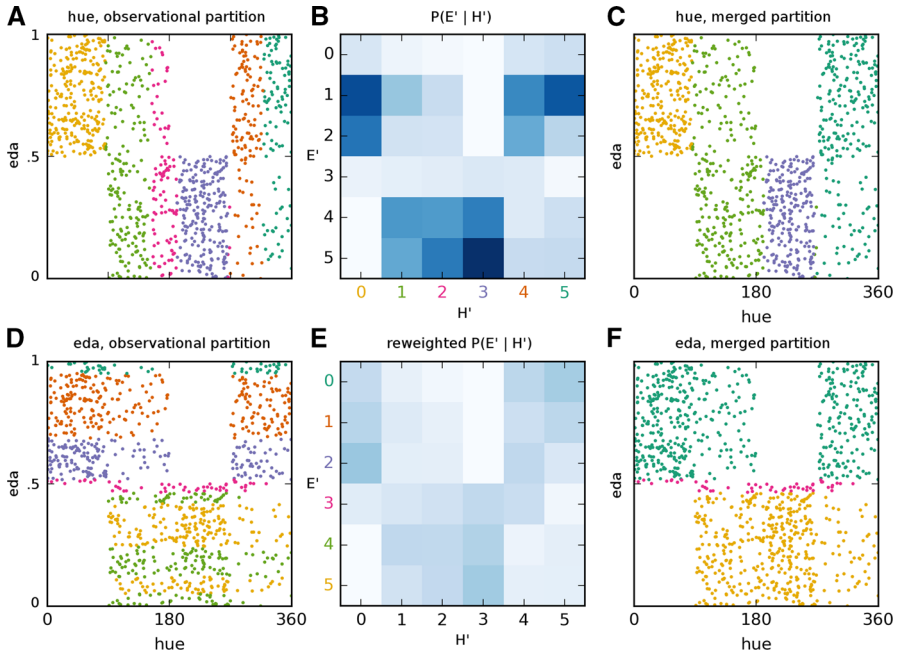 A hue, observational partition
B P(E' | H')
C hue, merged partition
1
.5
0
eda
0
1
2
3
4
5
E'
0 1 2 3 4 5
H'
eda
0 180 360
hue
D eda, observational partition
E reweighted P(E' | H')
F eda, merged partition
1
.5
0
eda
0
1
2
3
4
5
E'
eda
0 180 360
hue
0 1 2 3 4 5
H'
0 180 360
hue